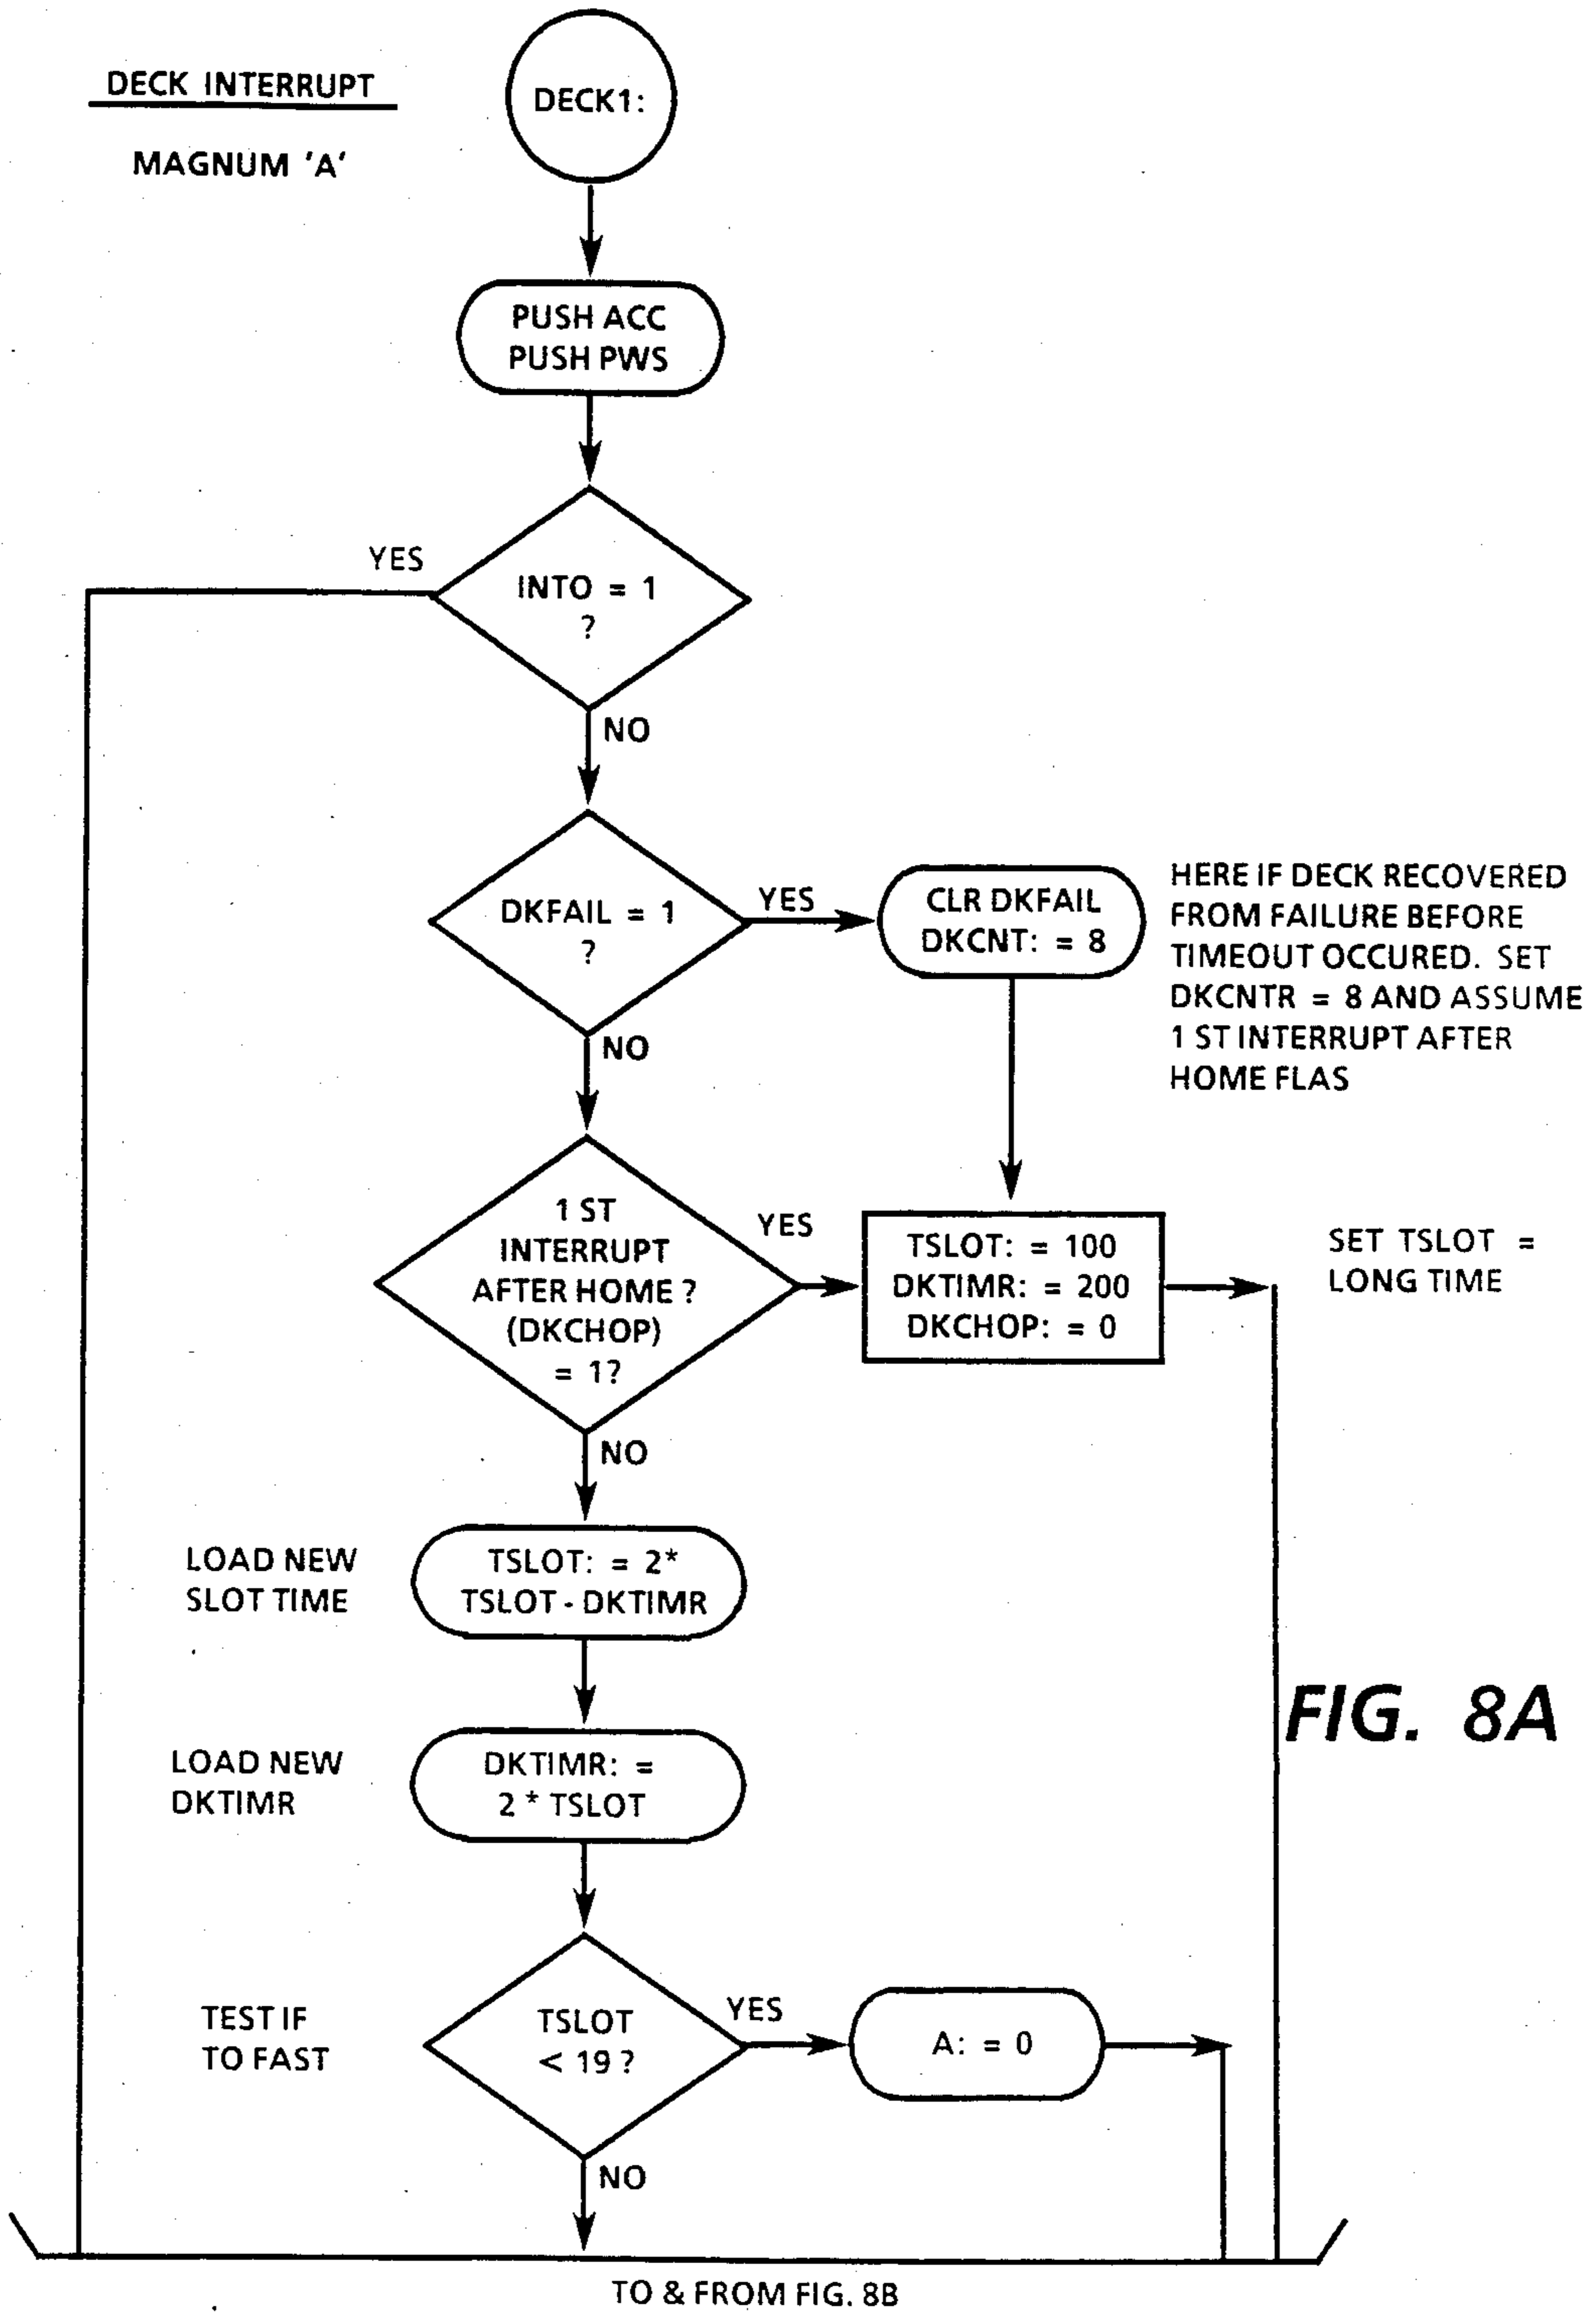 DECK INTERRUPT
MAGNUM 'A'
DECK1:
PUSH ACC
PUSH PWS
YES
INTO = 1
?
NO
DKFAIL = 1
?
YES
CLR DKFAIL
DKCNT: = 8
HERE IF DECK RECOVERED
FROM FAILURE BEFORE
TIMEOUT OCCURED. SET
DKCNTR = 8 AND ASSUME
1 ST INTERRUPT AFTER
HOME FLAS
NO
1 ST
INTERRUPT
AFTER HOME ?
(DKCHOP)
= 1?
YES
TSLOT: = 100
DKTIMR: = 200
DKCHOP: = 0
SET TSLOT =
LONG TIME
NO
LOAD NEW
SLOT TIME
TSLOT: = 2*
TSLOT - DKTIMR
LOAD NEW
DKTIMR
DKTIMR: =
2 * TSLOT
FIG. 8A
TEST IF
TO FAST
TSLOT
< 19 ?
YES
A: = 0
NO
TO & FROM FIG. 8B